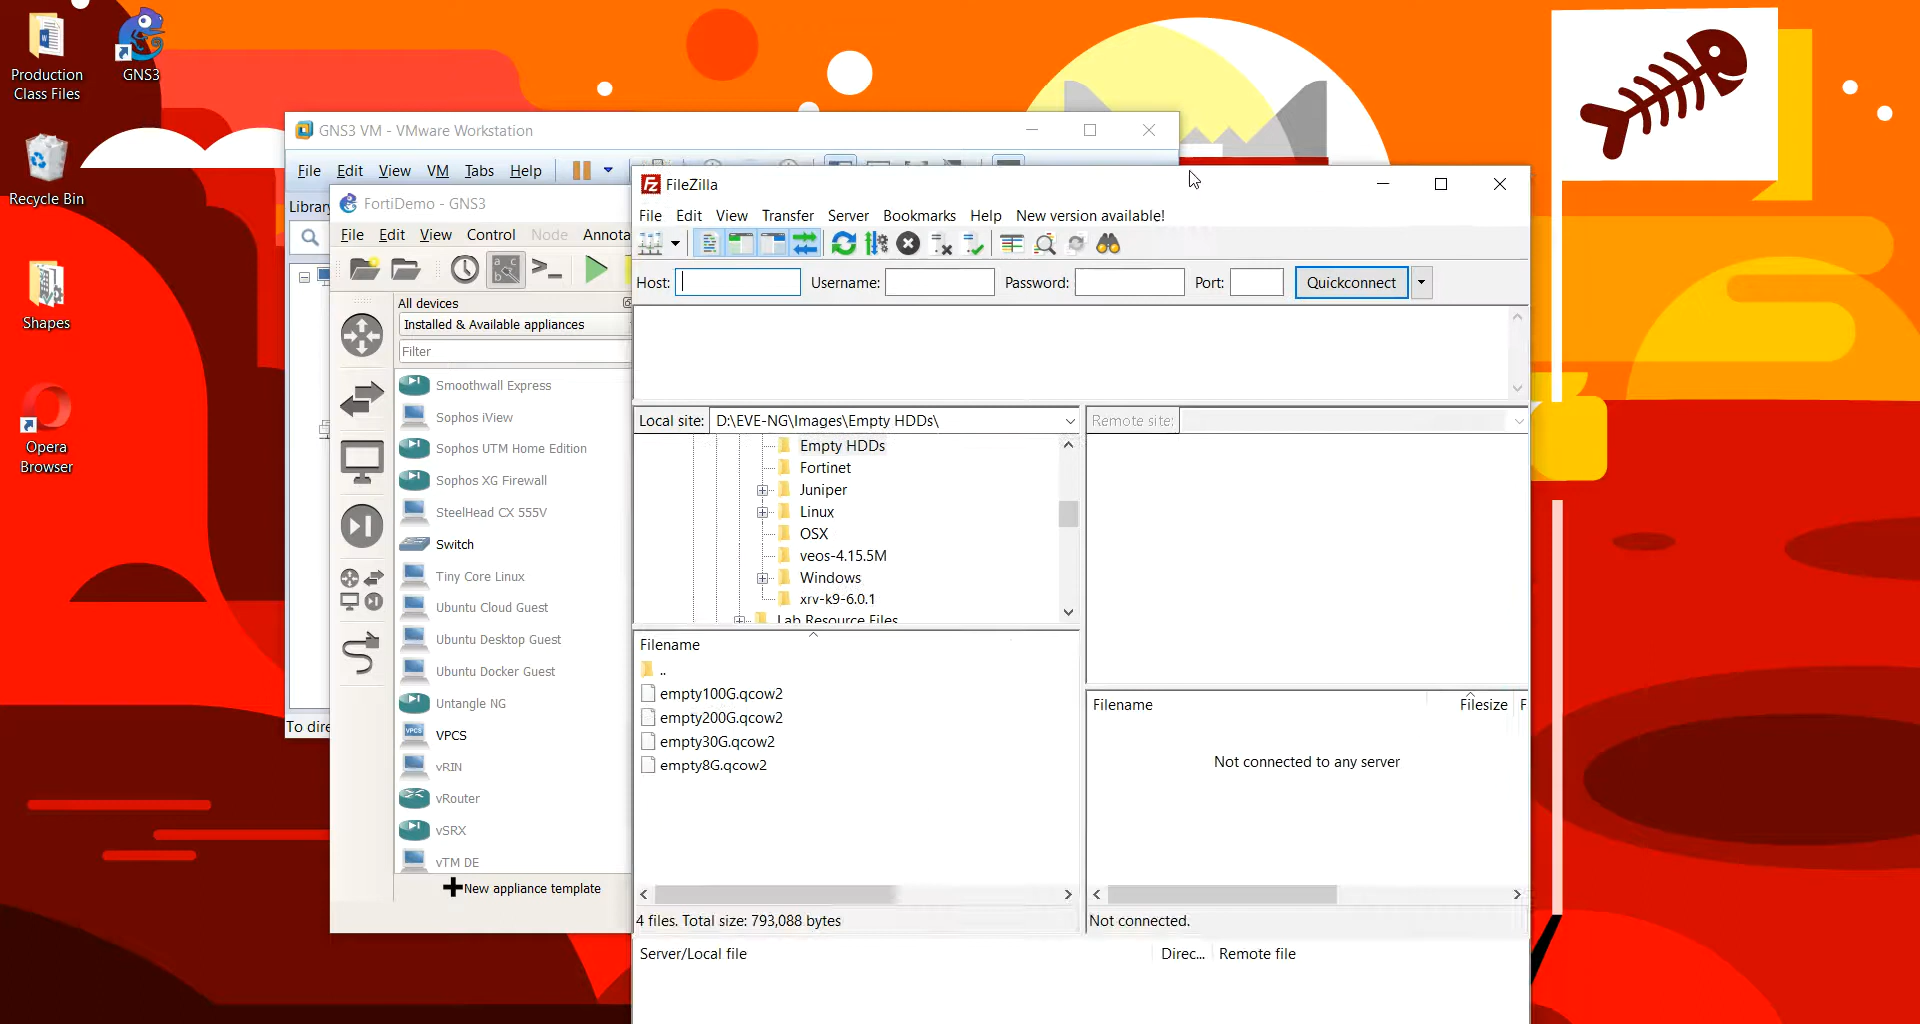 Production
Class Files
GNS3
Recycle Bin
Shapes
Opera
Browser
GNS3 VM - VMware Workstation
File Edit View VM Tabs Help
Library
To dire
FortiDemo - GNS3
File Edit View Control Node Annota
All devices
Installed & Available appliances
Filter
Smoothwall Express
Sophos iView
Sophos UTM Home Edition
Sophos XG Firewall
SteelHead CX 555V
Switch
Tiny Core Linux
Ubuntu Cloud Guest
Ubuntu Desktop Guest
Ubuntu Docker Guest
Untangle NG
VPCS
VPCS
vRIN
vRouter
vSRX
vTM DE
New appliance template
Fz FileZilla
File Edit View Transfer Server Bookmarks Help New version available!
Host: Username: Password: Port: Quickconnect
Local site: D:\EVE-NG\Images\Empty HDDs\
Empty HDDs
Fortinet
Juniper
Linux
OSX
veos-4.15.5M
Windows
xrv-k9-6.0.1
Lab Resource Files
Filename
..
empty100G.qcow2
empty200G.qcow2
empty30G.qcow2
empty8G.qcow2
4 files. Total size: 793,088 bytes
Remote site:
Filename Filesize F
Not connected to any server
Not connected.
Server/Local file Direc... Remote file